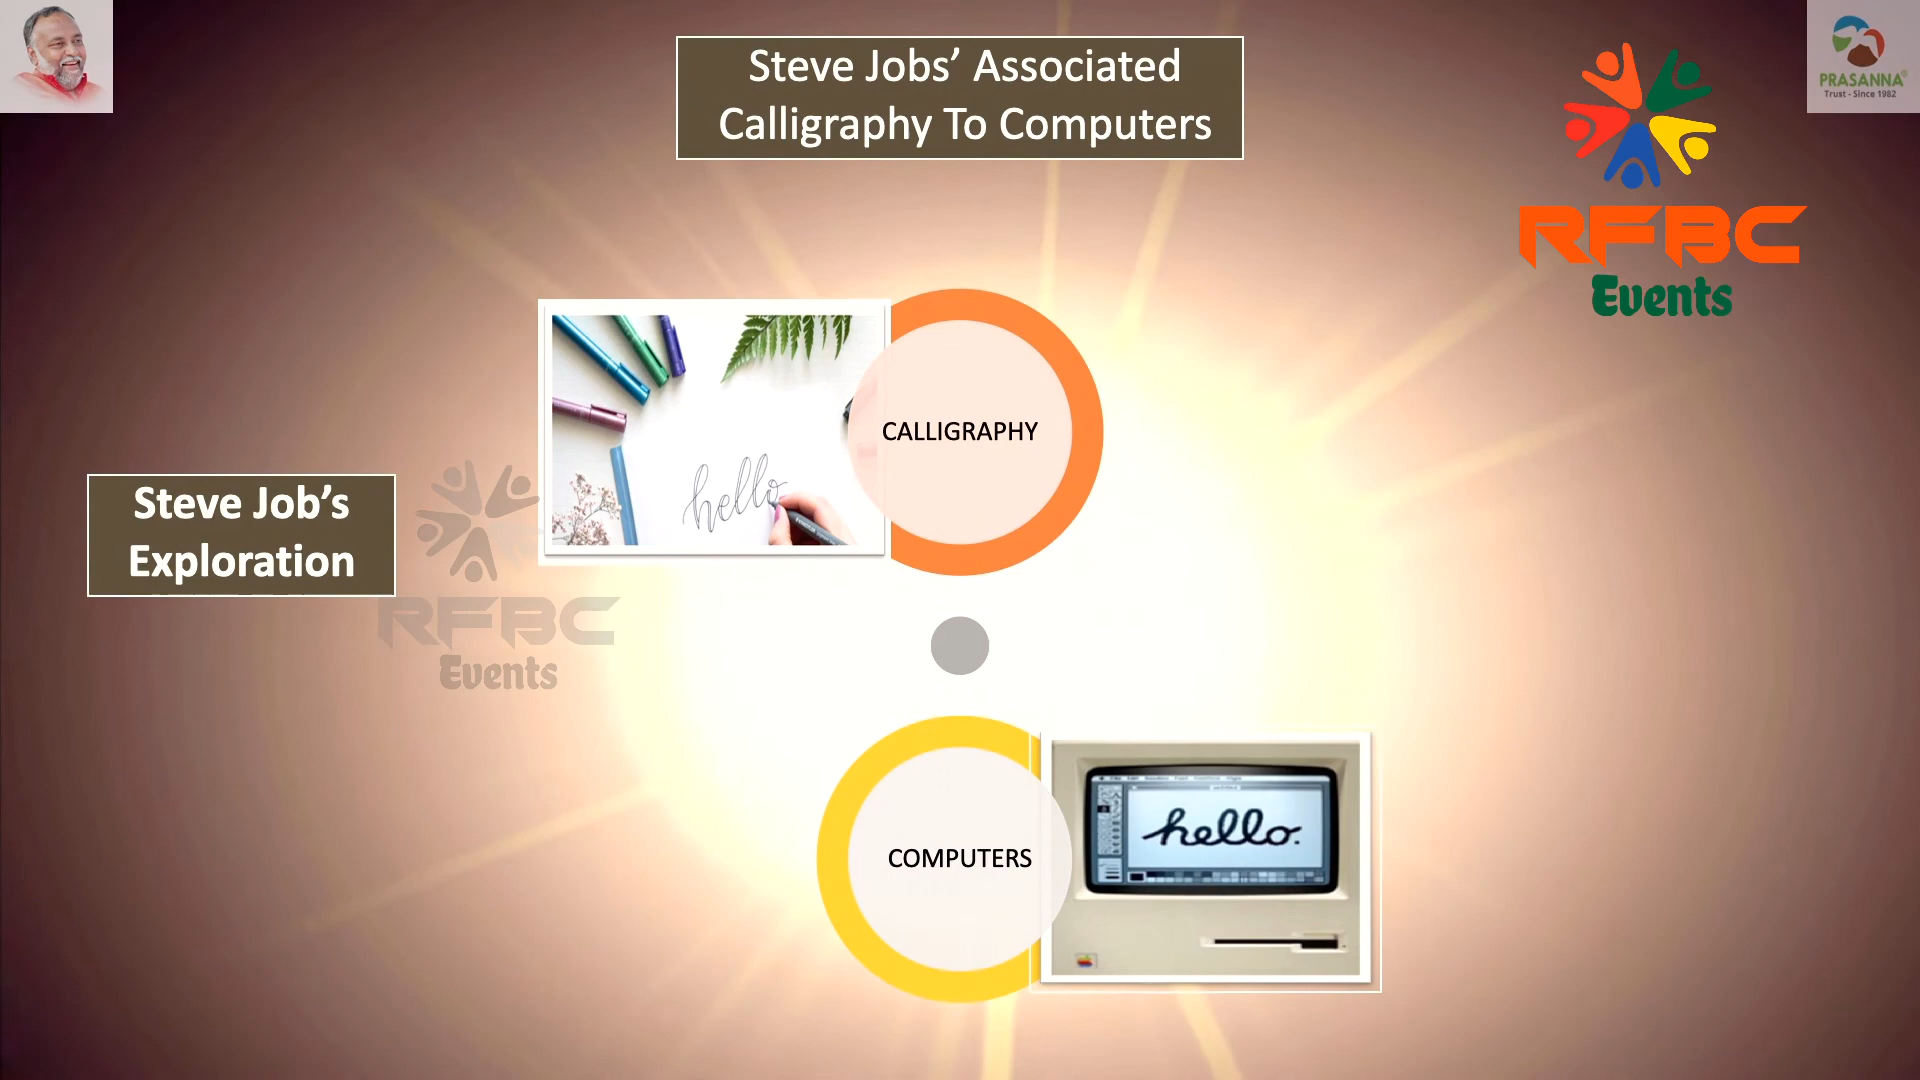 Steve Jobs’ Associated
Calligraphy To Computers
PRASANNA®
Trust - Since 1982
RFBC
Events
CALLIGRAPHY
hello
Steve Job’s
Exploration
RFBC
Events
COMPUTERS
hello.